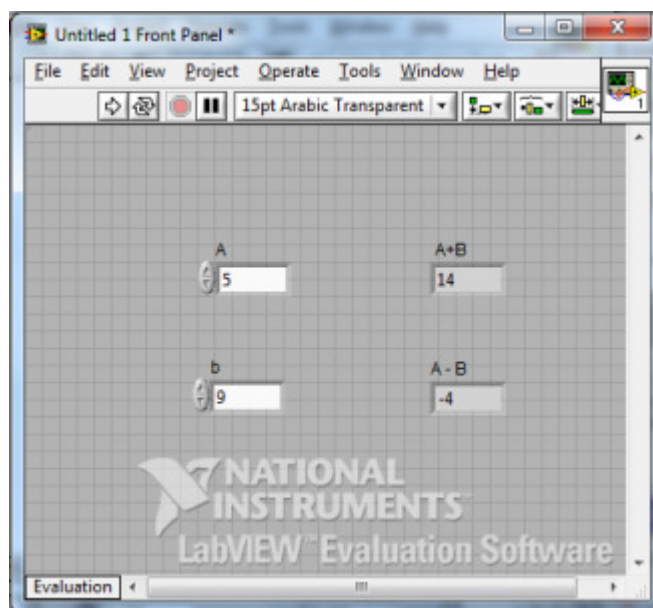 Untitled 1 Front Panel *
File Edit View Project Operate Tools Window Help
15pt Arabic Transparent
1
A A+B
5 14
b A - B
9 -4
NATIONAL
INSTRUMENTS
LabVIEW™ Evaluation Software
Evaluation